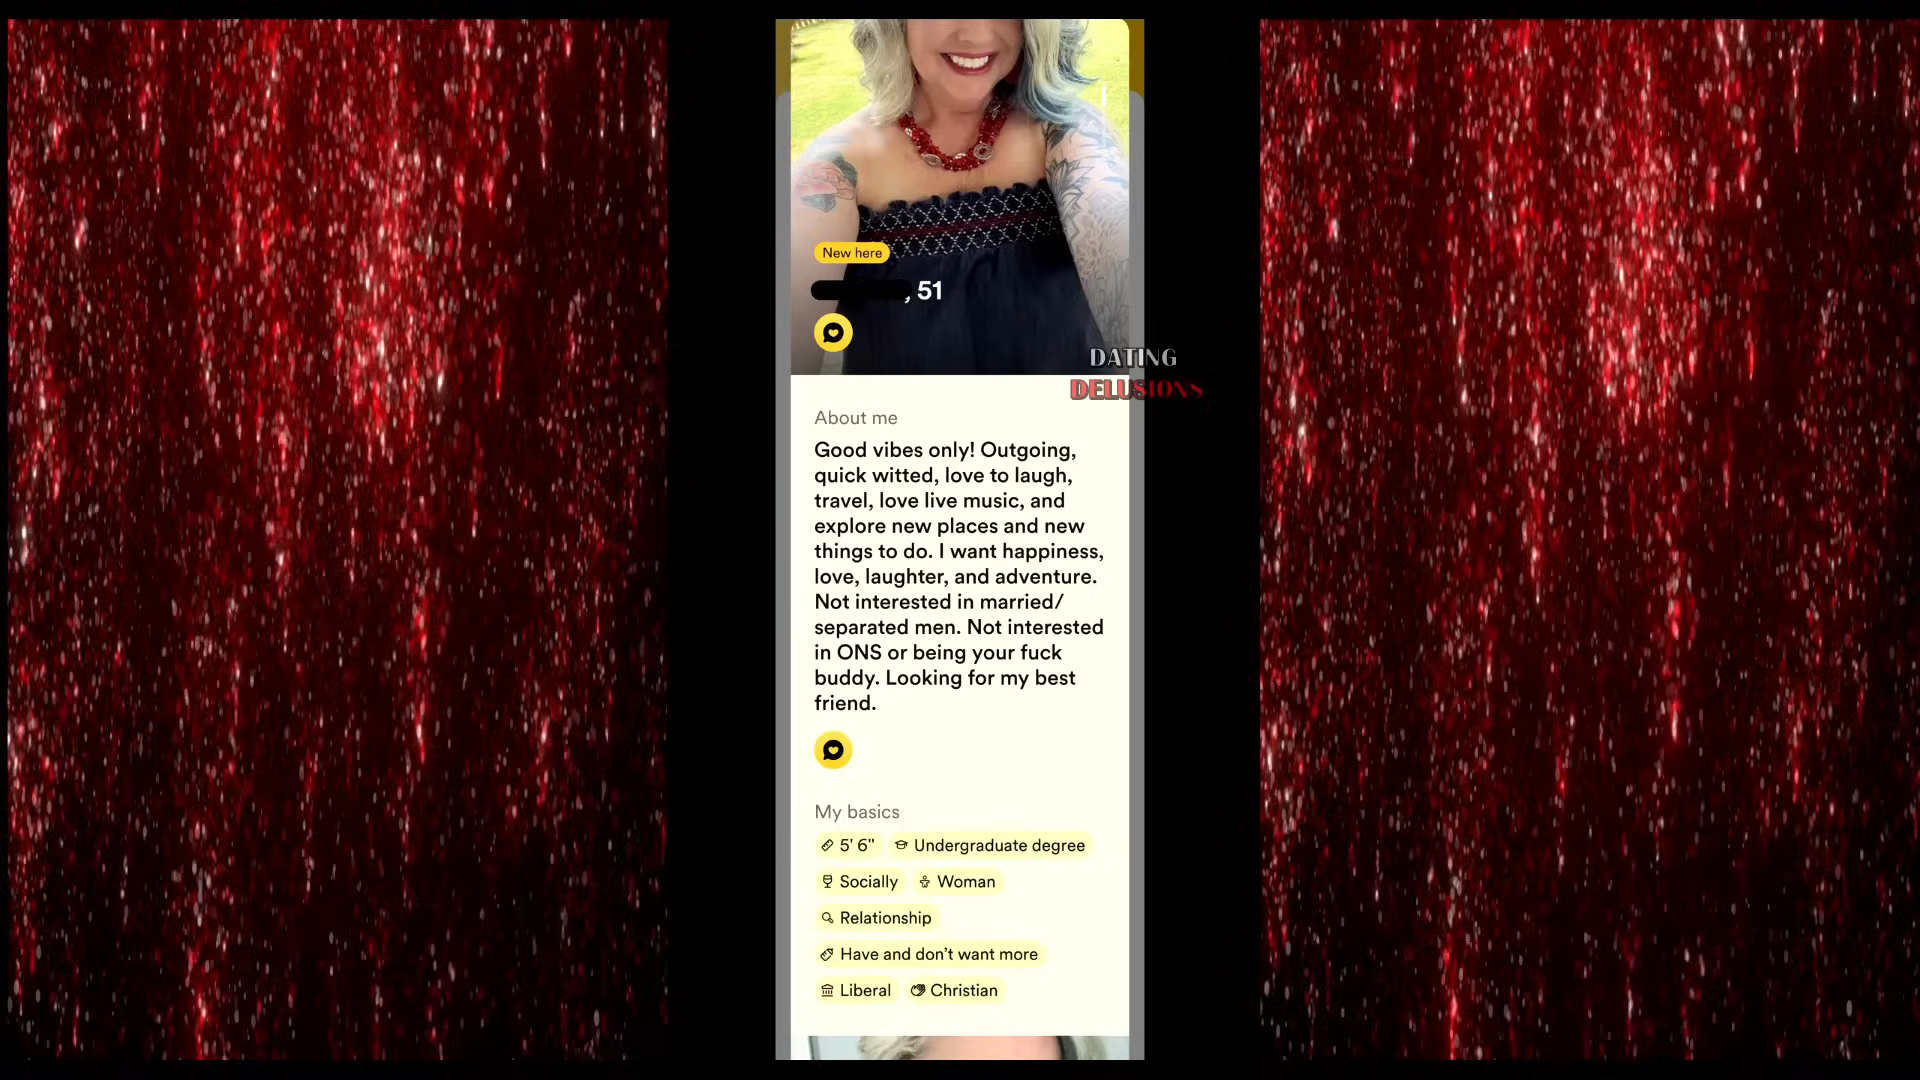 New here
, 51
DATING
DELUSIONS
About me
Good vibes only! Outgoing,
quick witted, love to laugh,
travel, love live music, and
explore new places and new
things to do. I want happiness,
love, laughter, and adventure.
Not interested in married/
separated men. Not interested
in ONS or being your fuck
buddy. Looking for my best
friend.
My basics
5' 6" Undergraduate degree
Socially Woman
Relationship
Have and don't want more
Liberal Christian